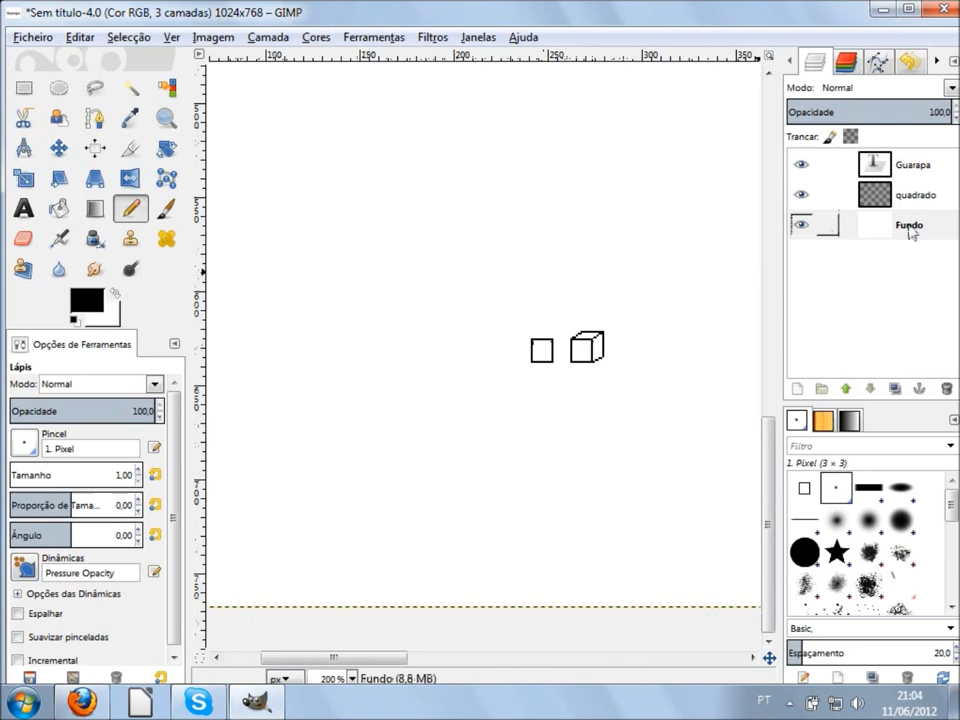 *Sem título-4.0 (Cor RGB, 3 camadas) 1024x768 – GIMP
Ficheiro Editar Selecção Ver Imagem Camada Cores Ferramentas Filtros Janelas Ajuda
100 150 200 250 300 350
Modo: Normal
Opacidade 100,0
Trancar:
Guarapa
quadrado
Fundo
Opções de Ferramentas
Lápis
Modo: Normal
Opacidade 100,0
Pincel
1. Pixel
Tamanho 1,00
Proporção de Tama... 0,00
Ângulo 0,00
Dinâmicas
Pressure Opacity
Opções das Dinâmicas
Espalhar
Suavizar pinceladas
Incremental
Filtro
1. Pixel (3 × 3)
Basic,
Espaçamento 20,0
px 200 % Fundo (8,8 MB)
PT
21:04
11/06/2012